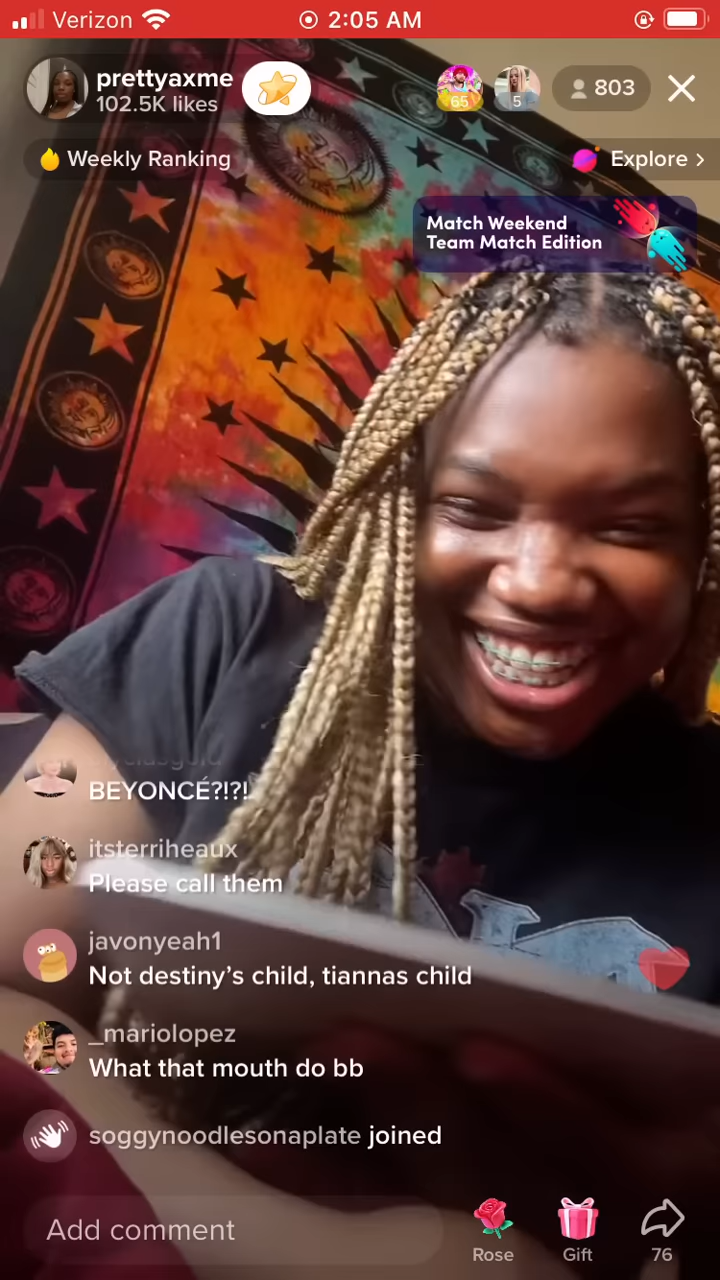 Verizon 2:05 AM
prettyaxme
102.5K likes
65
5
803
Weekly Ranking
Explore >
Match Weekend
Team Match Edition
BEYONCÉ?!?!
itsterriheaux
Please call them
javonyeah1
Not destiny’s child, tiannas child
_mariolopez
What that mouth do bb
soggynoodlesonaplate joined
Add comment
Rose
Gift
76